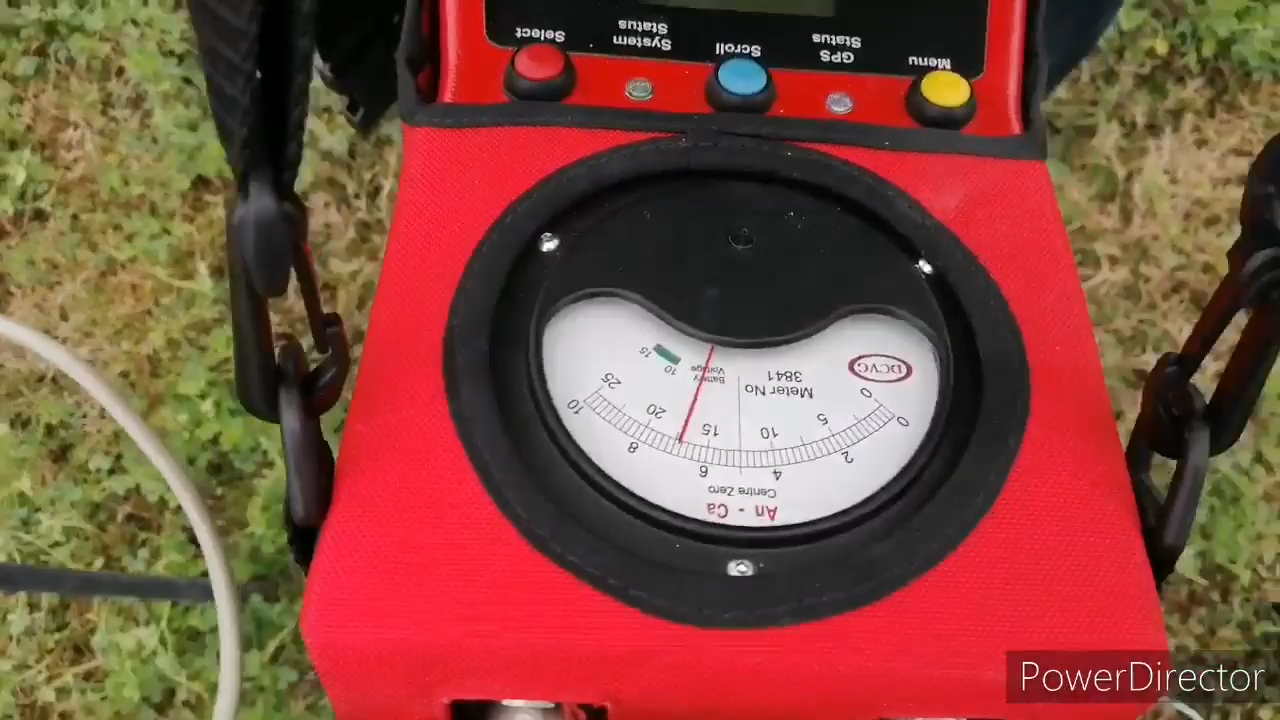 Select
System
Status
Scroll
GPS
Status
Menu
DCVG
Meter No
3841
Battery
Voltage
10 15
0 5 10 15 20 25
0 2 4 6 8 10
Centre Zero
An - Ca
PowerDirector